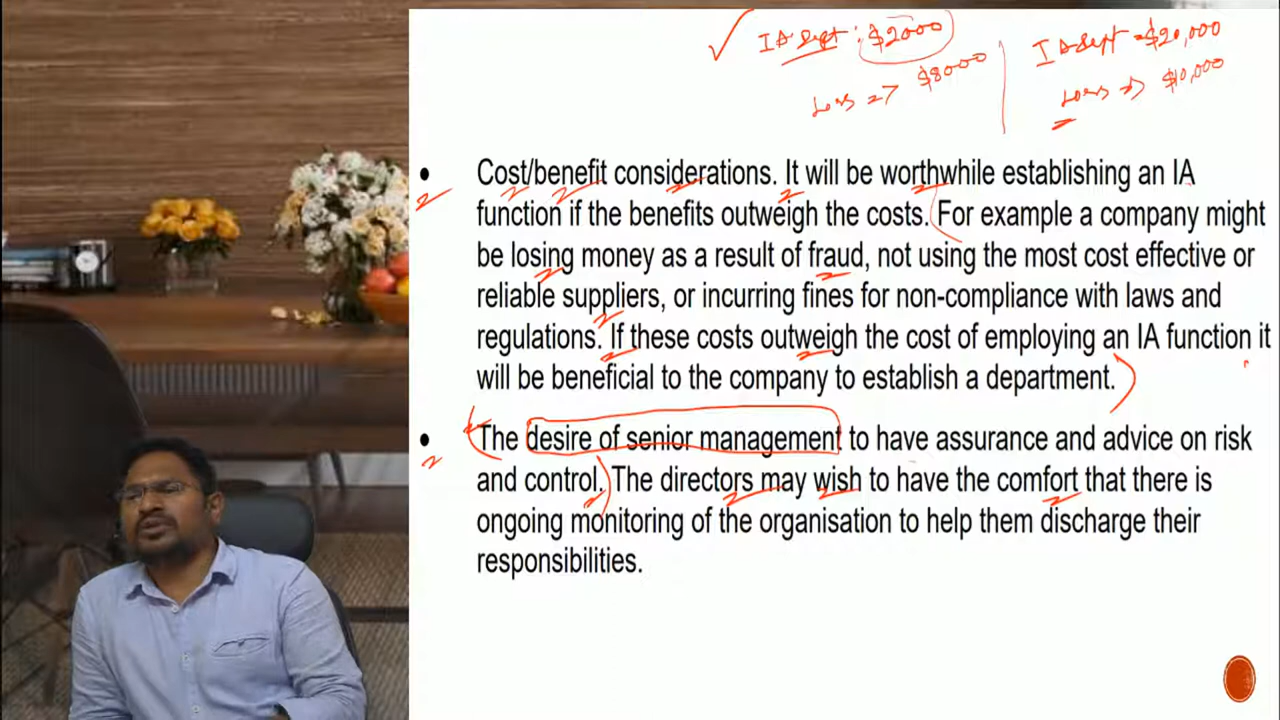 IA Dept : $2000
Loss => $8000
IA Dept = $20,000
Loss => $10,000
• Cost/benefit considerations. It will be worthwhile establishing an IA
function if the benefits outweigh the costs. For example a company might
be losing money as a result of fraud, not using the most cost effective or
reliable suppliers, or incurring fines for non-compliance with laws and
regulations. If these costs outweigh the cost of employing an IA function it
will be beneficial to the company to establish a department.
• The desire of senior management to have assurance and advice on risk
and control. The directors may wish to have the comfort that there is
ongoing monitoring of the organisation to help them discharge their
responsibilities.